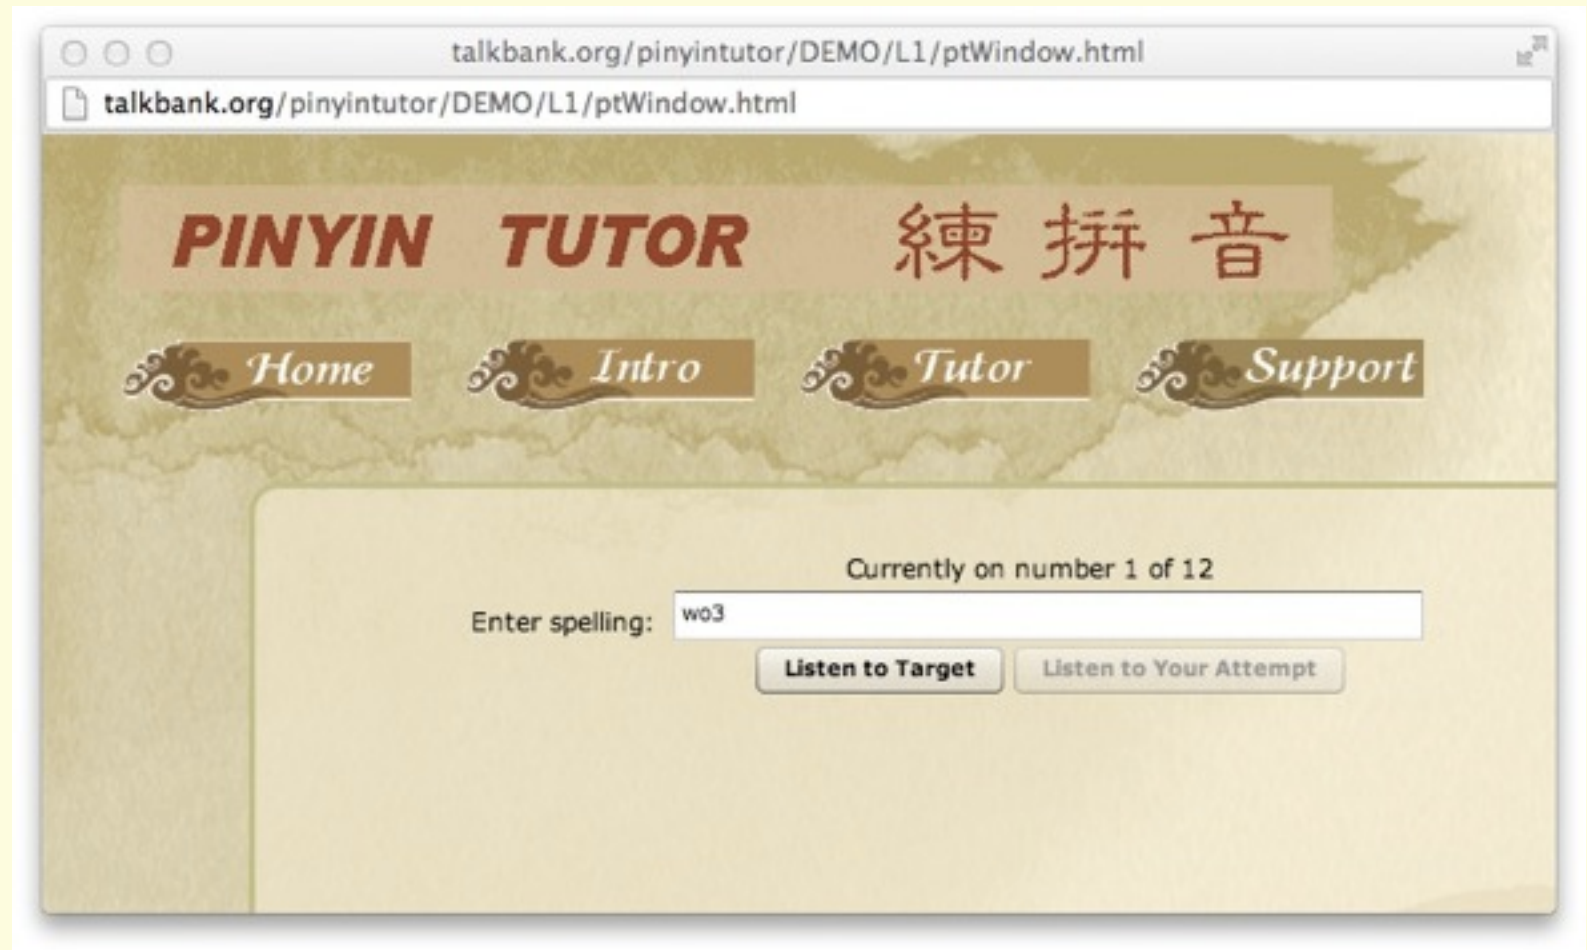 talkbank.org/pinyintutor/DEMO/L1/ptWindow.html
talkbank.org/pinyintutor/DEMO/L1/ptWindow.html
PINYIN TUTOR 練拼音
Home Intro Tutor Support
Currently on number 1 of 12
Enter spelling: wo3
Listen to Target Listen to Your Attempt